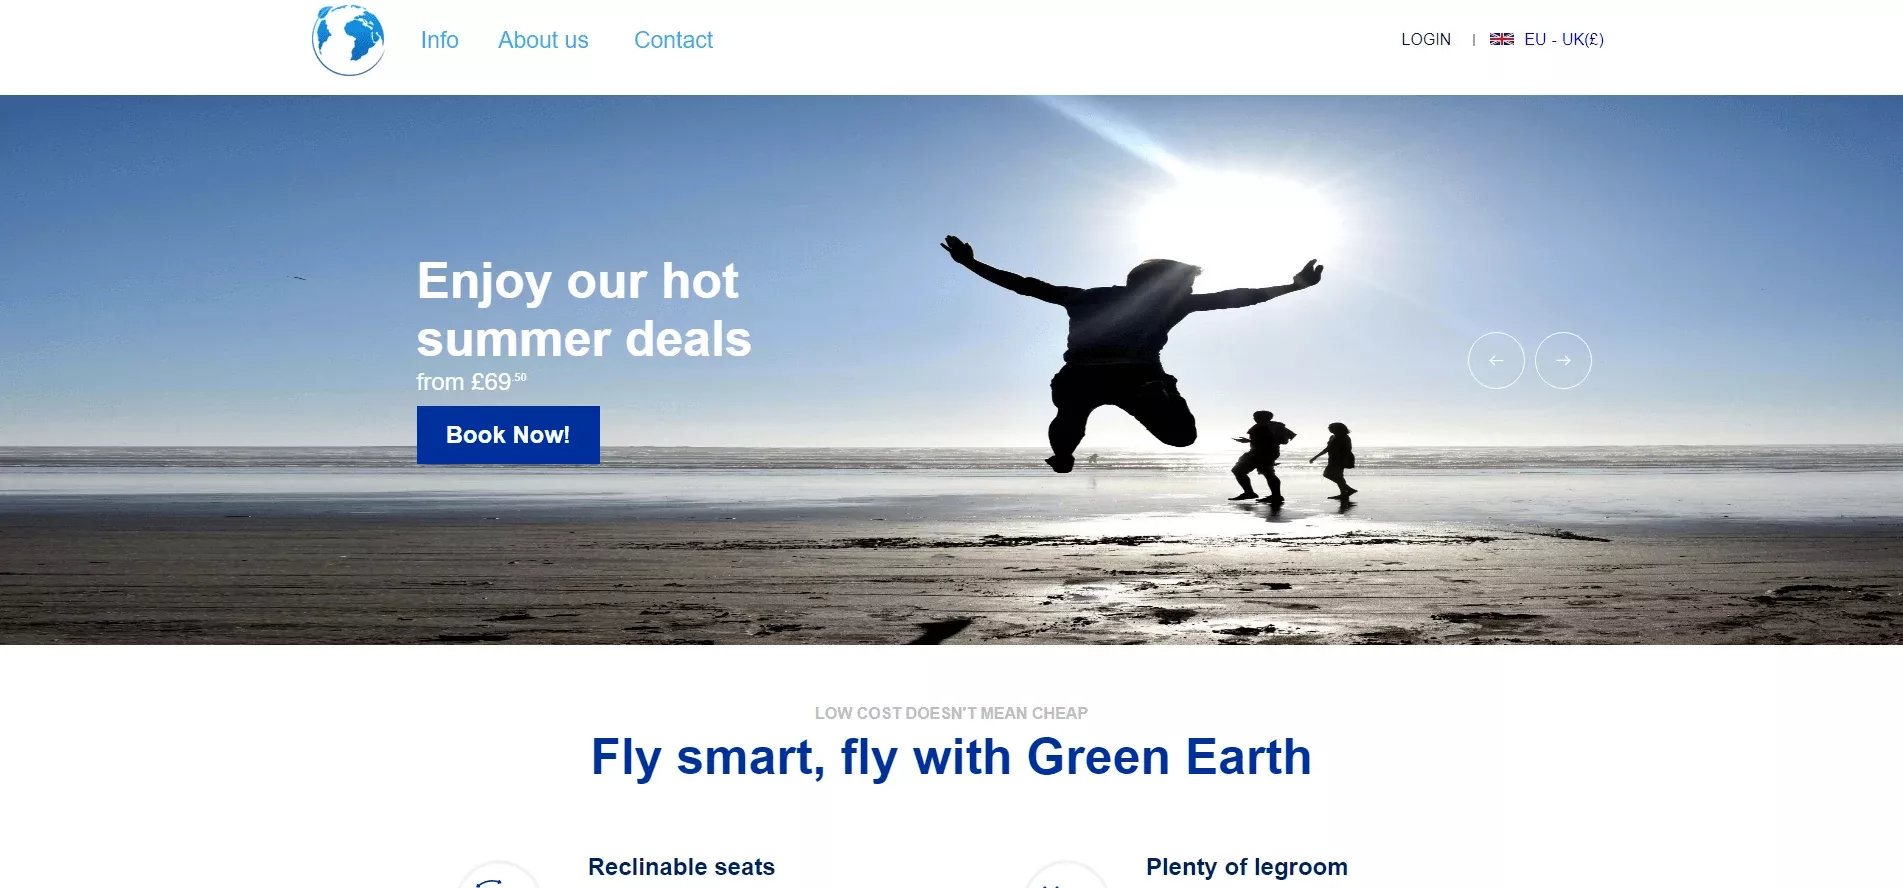 Info
About us
Contact
LOGIN | EU - UK(£)
Enjoy our hot
summer deals
from £69.50
Book Now!
LOW COST DOESN'T MEAN CHEAP
Fly smart, fly with Green Earth
Reclinable seats
Plenty of legroom